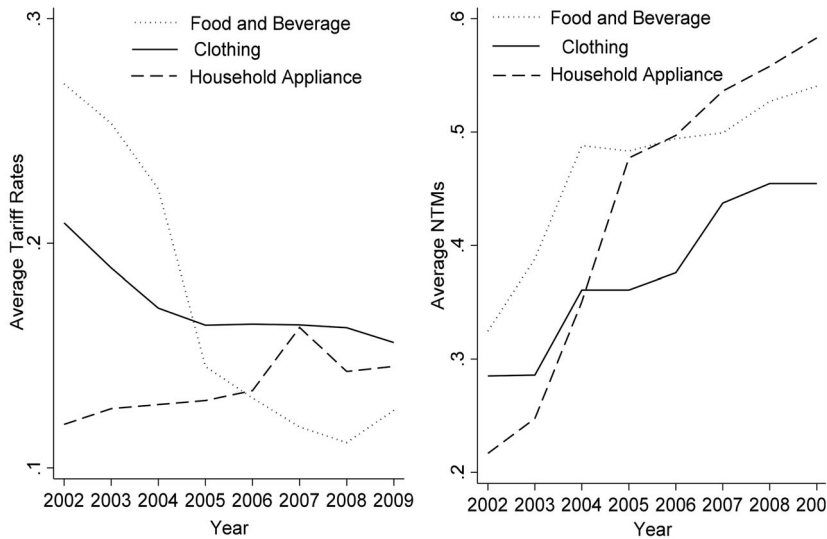 Average Tariff Rates
.3
.2
.1
Food and Beverage
Clothing
Household Appliance
2002 2003 2004 2005 2006 2007 2008 2009
Year
Average NTMs
.6
.5
.4
.3
.2
Food and Beverage
Clothing
Household Appliance
2002 2003 2004 2005 2006 2007 2008 200
Year